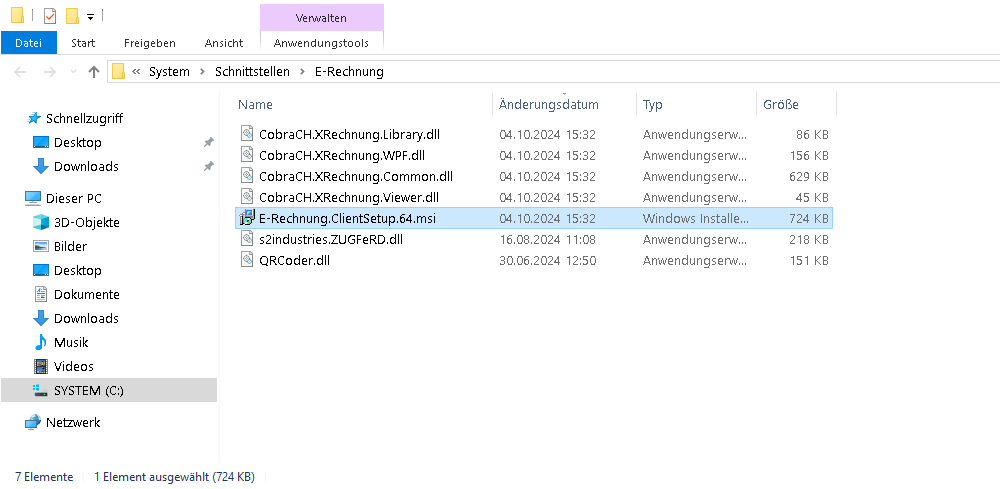 Verwalten
Datei Start Freigeben Ansicht Anwendungstools
« System > Schnittstellen > E-Rechnung
Name Änderungsdatum Typ Größe
Schnellzugriff
Desktop
Downloads
Dieser PC
3D-Objekte
Bilder
Desktop
Dokumente
Downloads
Musik
Videos
SYSTEM (C:)
Netzwerk
CobraCH.XRechnung.Library.dll 04.10.2024 15:32 Anwendungserw... 86 KB
CobraCH.XRechnung.WPF.dll 04.10.2024 15:32 Anwendungserw... 156 KB
CobraCH.XRechnung.Common.dll 04.10.2024 15:32 Anwendungserw... 629 KB
CobraCH.XRechnung.Viewer.dll 04.10.2024 15:32 Anwendungserw... 45 KB
E-Rechnung.ClientSetup.64.msi 04.10.2024 15:32 Windows Installe... 724 KB
s2industries.ZUGFeRD.dll 16.08.2024 11:08 Anwendungserw... 218 KB
QRCoder.dll 30.06.2024 12:50 Anwendungserw... 151 KB
7 Elemente 1 Element ausgewählt (724 KB)